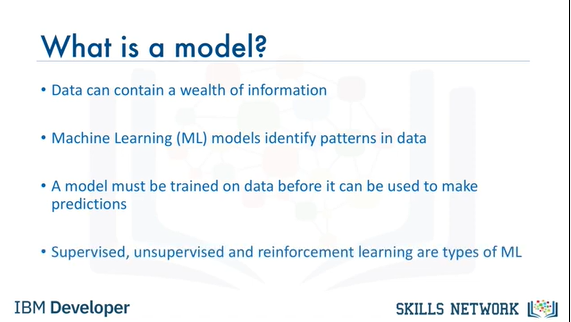 What is a model?
• Data can contain a wealth of information
• Machine Learning (ML) models identify patterns in data
• A model must be trained on data before it can be used to make
predictions
• Supervised, unsupervised and reinforcement learning are types of ML
IBM Developer
SKILLS NETWORK